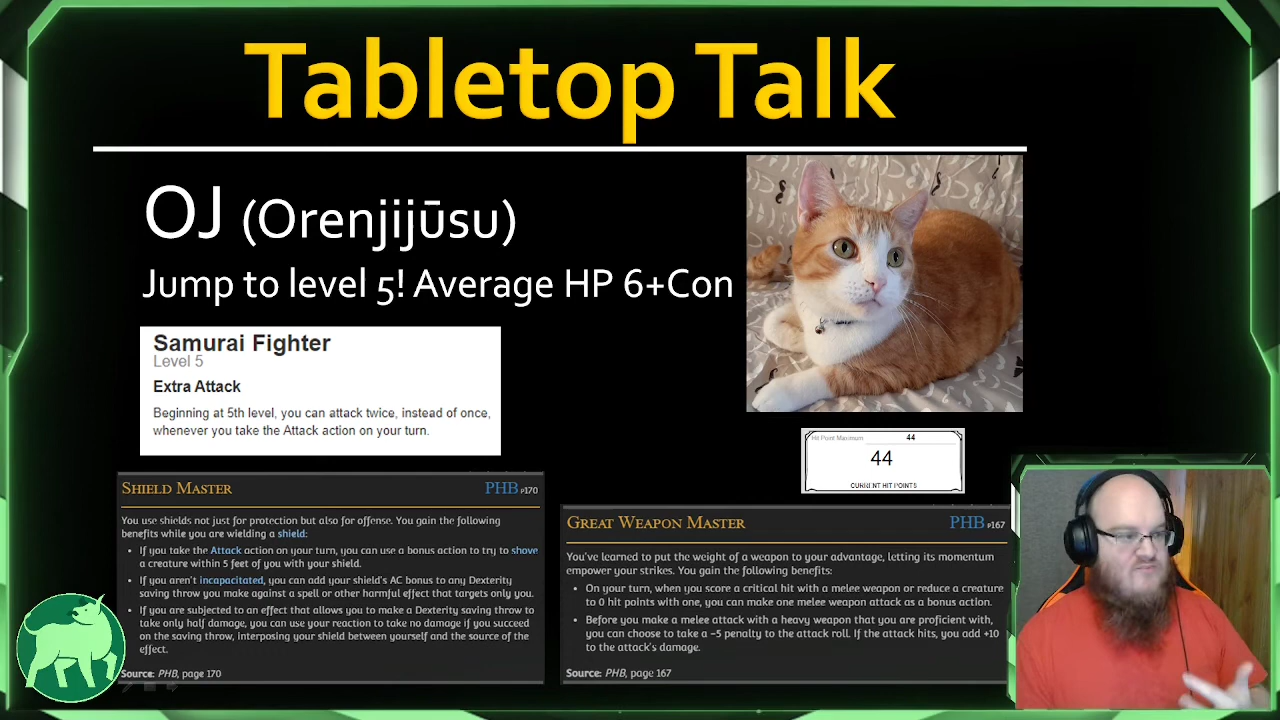 Tabletop Talk
OJ (Orenjijūsu)
Jump to level 5! Average HP 6+Con
Samurai Fighter
Level 5
Extra Attack
Beginning at 5th level, you can attack twice, instead of once,
whenever you take the Attack action on your turn.
Hit Point Maximum 44
44
CURRENT HIT POINTS
SHIELD MASTER PHB p170
You use shields not just for protection but also for offense. You gain the following
benefits while you are wielding a shield:
• If you take the Attack action on your turn, you can use a bonus action to try to shove
a creature within 5 feet of you with your shield.
• If you aren't incapacitated, you can add your shield's AC bonus to any Dexterity
saving throw you make against a spell or other harmful effect that targets only you.
• If you are subjected to an effect that allows you to make a Dexterity saving throw to
take only half damage, you can use your reaction to take no damage if you succeed
on the saving throw, interposing your shield between yourself and the source of the
effect.
Source: PHB, page 170
GREAT WEAPON MASTER PHB p167
You've learned to put the weight of a weapon to your advantage, letting its momentum
empower your strikes. You gain the following benefits:
• On your turn, when you score a critical hit with a melee weapon or reduce a creature
to 0 hit points with one, you can make one melee weapon attack as a bonus action.
• Before you make a melee attack with a heavy weapon that you are proficient with,
you can choose to take a −5 penalty to the attack roll. If the attack hits, you add +10
to the attack's damage.
Source: PHB, page 167